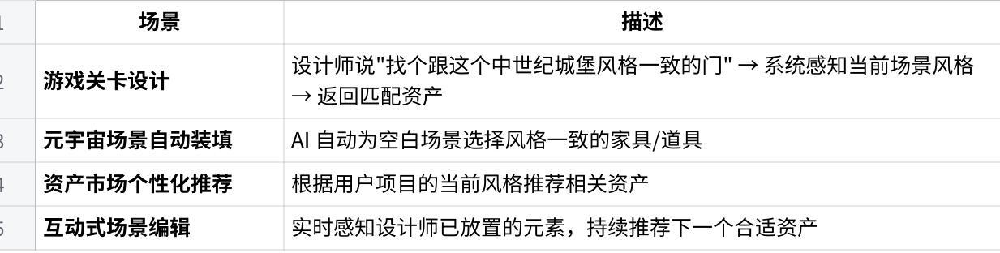 1 场景 描述
2 游戏关卡设计 设计师说"找个跟这个中世纪城堡风格一致的门" → 系统感知当前场景风格
→ 返回匹配资产
3 元宇宙场景自动装填 AI 自动为空白场景选择风格一致的家具/道具
4 资产市场个性化推荐 根据用户项目的当前风格推荐相关资产
5 互动式场景编辑 实时感知设计师已放置的元素，持续推荐下一个合适资产